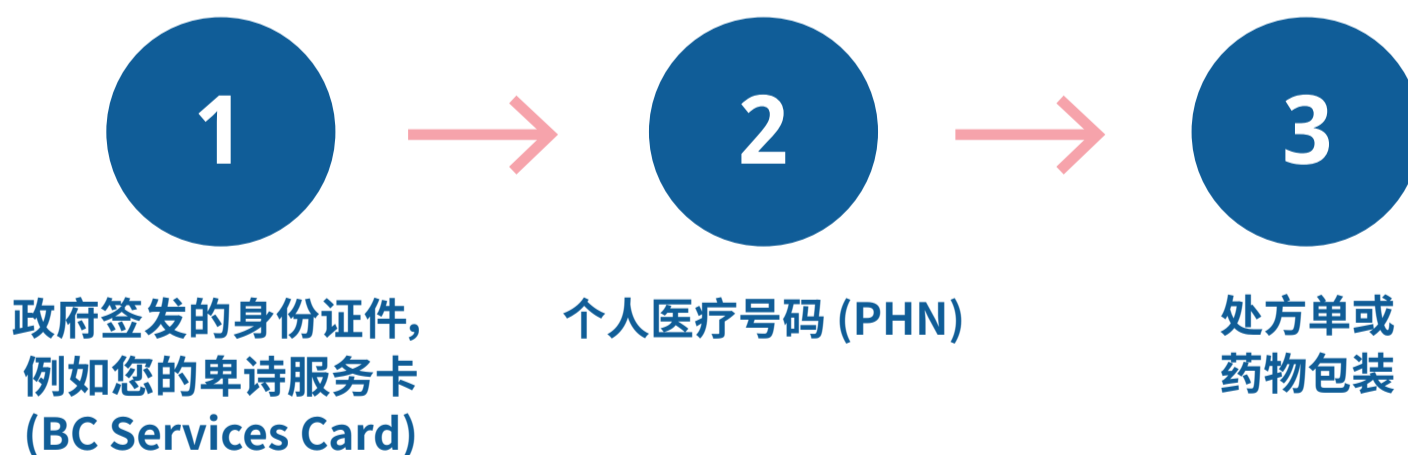 1
2
3
政府签发的身份证件,
例如您的卑诗服务卡
(BC Services Card)
个人医疗号码 (PHN)
处方单或
药物包装